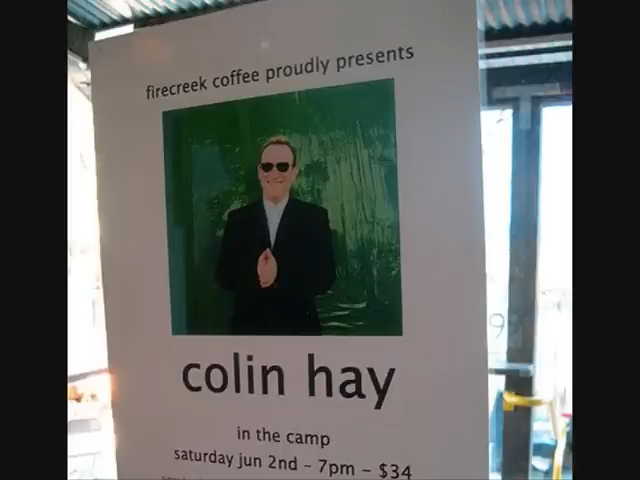 firecreek coffee proudly presents
colin hay
in the camp
saturday jun 2nd - 7pm - $34